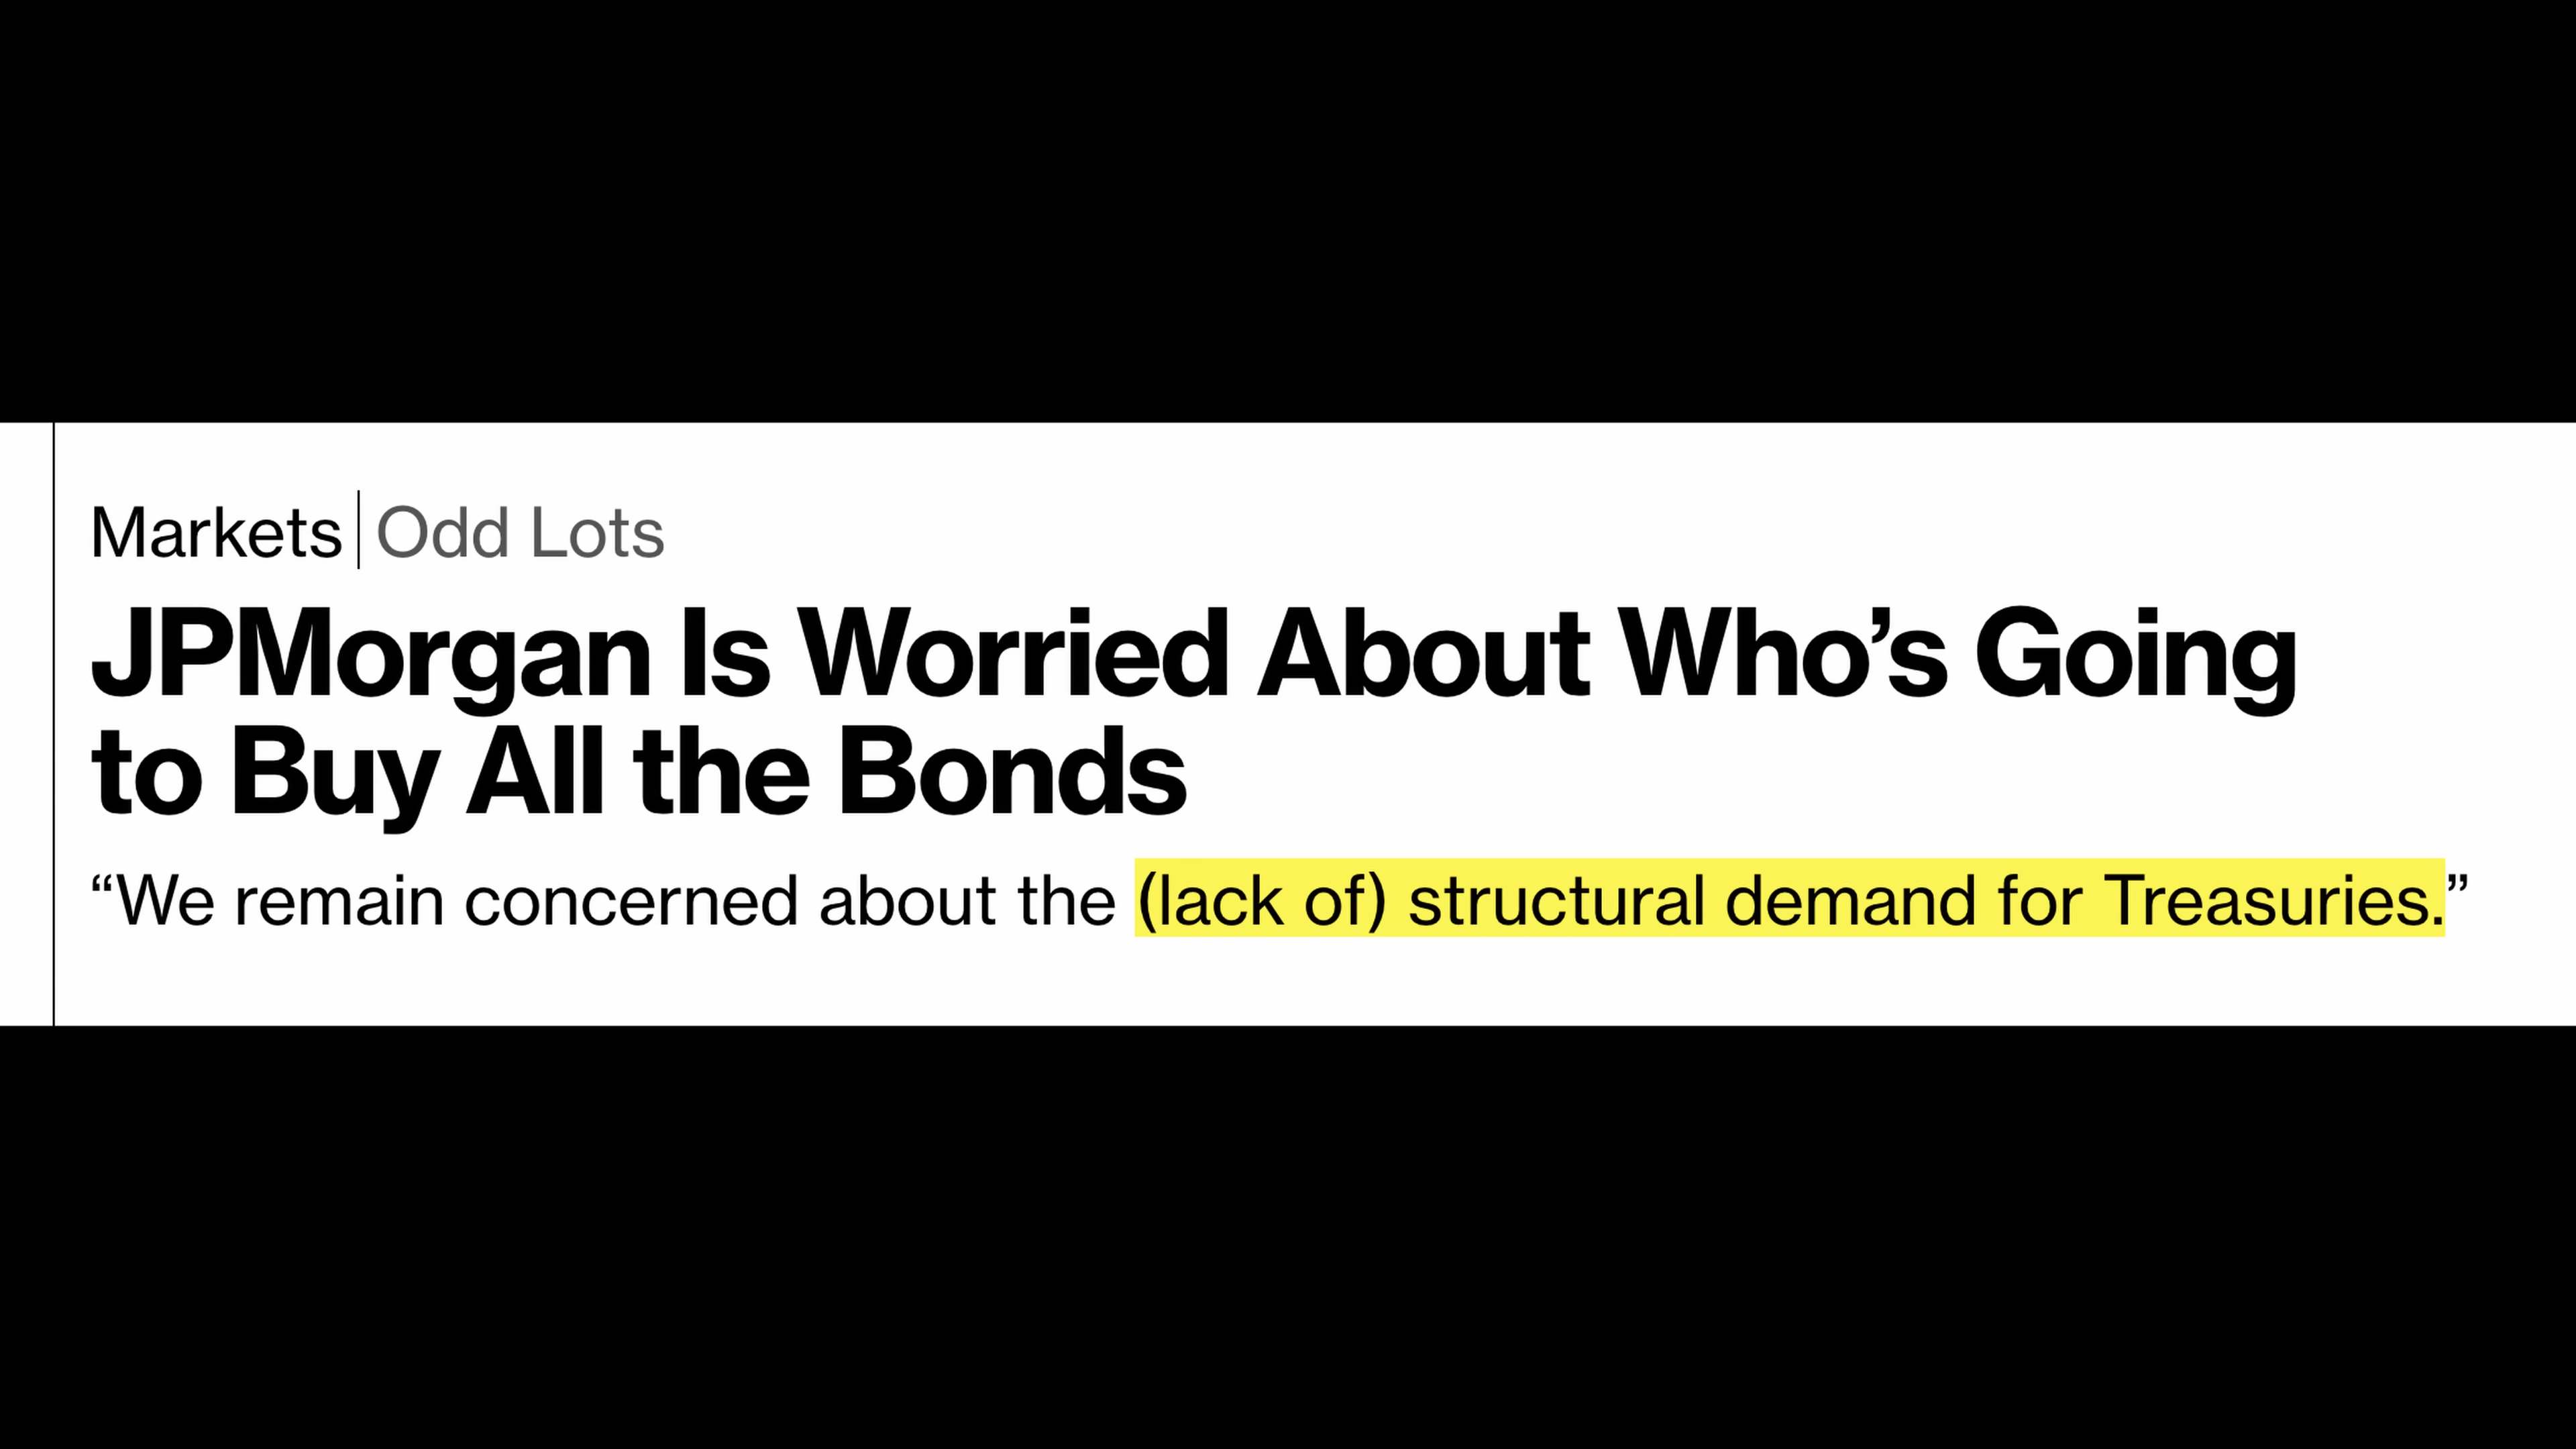 Markets | Odd Lots
JPMorgan Is Worried About Who’s Going
to Buy All the Bonds
“We remain concerned about the (lack of) structural demand for Treasuries.”